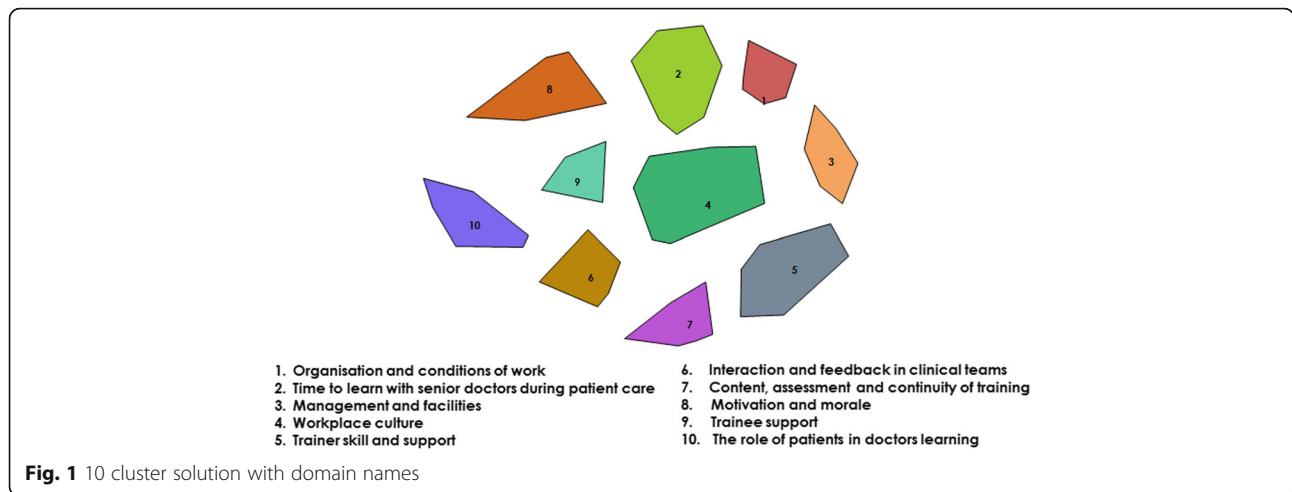 2
1
8
3
9
4
10
5
6
7
1. Organisation and conditions of work
2. Time to learn with senior doctors during patient care
3. Management and facilities
4. Workplace culture
5. Trainer skill and support
6. Interaction and feedback in clinical teams
7. Content, assessment and continuity of training
8. Motivation and morale
9. Trainee support
10. The role of patients in doctors learning
Fig. 1 10 cluster solution with domain names